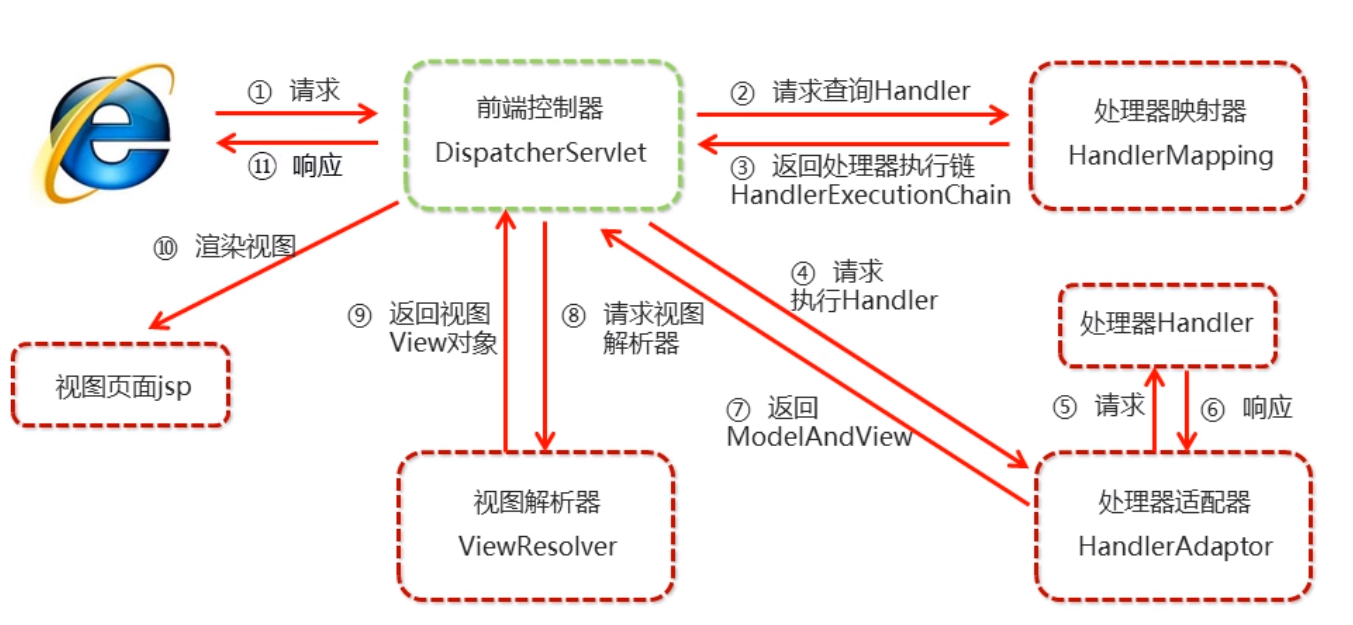 ① 请求
⑪ 响应
前端控制器
DispatcherServlet
② 请求查询Handler
③ 返回处理器执行链
HandlerExecutionChain
处理器映射器
HandlerMapping
⑩ 渲染视图
④ 请求
执行Handler
处理器Handler
⑨ 返回视图
View对象
⑧ 请求视图
解析器
视图页面jsp
⑦ 返回
ModelAndView
⑤ 请求
⑥ 响应
视图解析器
ViewResolver
处理器适配器
HandlerAdaptor